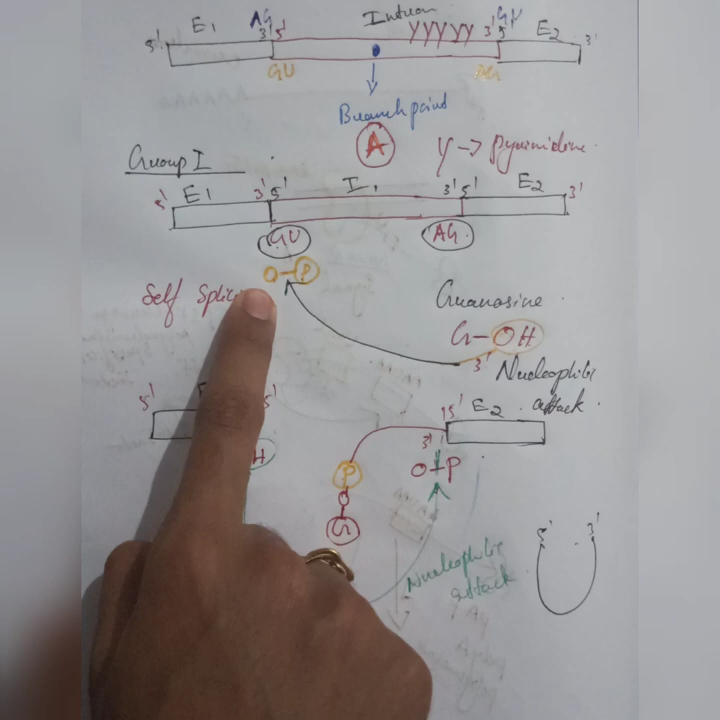 5' E1 AG 3' 5' Intron YYYYY 3' 5' E2 3'
GU AG
Branch point
A Y → pyrimidine
Group I
5' E1 3' 5' I1 3' 5' E2 3'
GU AG
O-P
Self Guanosine
G-OH
3'
Nucleophilic
attack
5' 5' E2
3'
P O P
O
G
5' 3'
Nucleophilic
attack